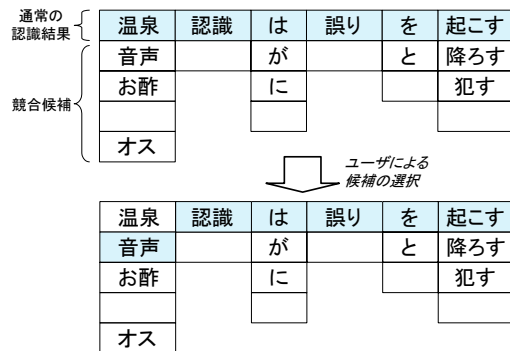 通常の
認識結果
温泉 認識 は 誤り を 起こす
競合候補
音声 が と 降ろす
お酢 に 犯す
オス
ユーザによる
候補の選択
温泉 認識 は 誤り を 起こす
音声 が と 降ろす
お酢 に 犯す
オス